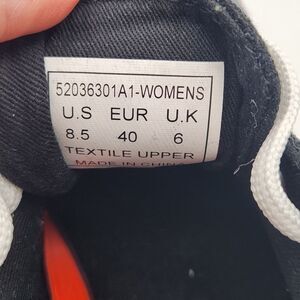 52036301A1-WOMENS
U.S EUR U.K
8.5 40 6
TEXTILE UPPER
MADE IN CHINA